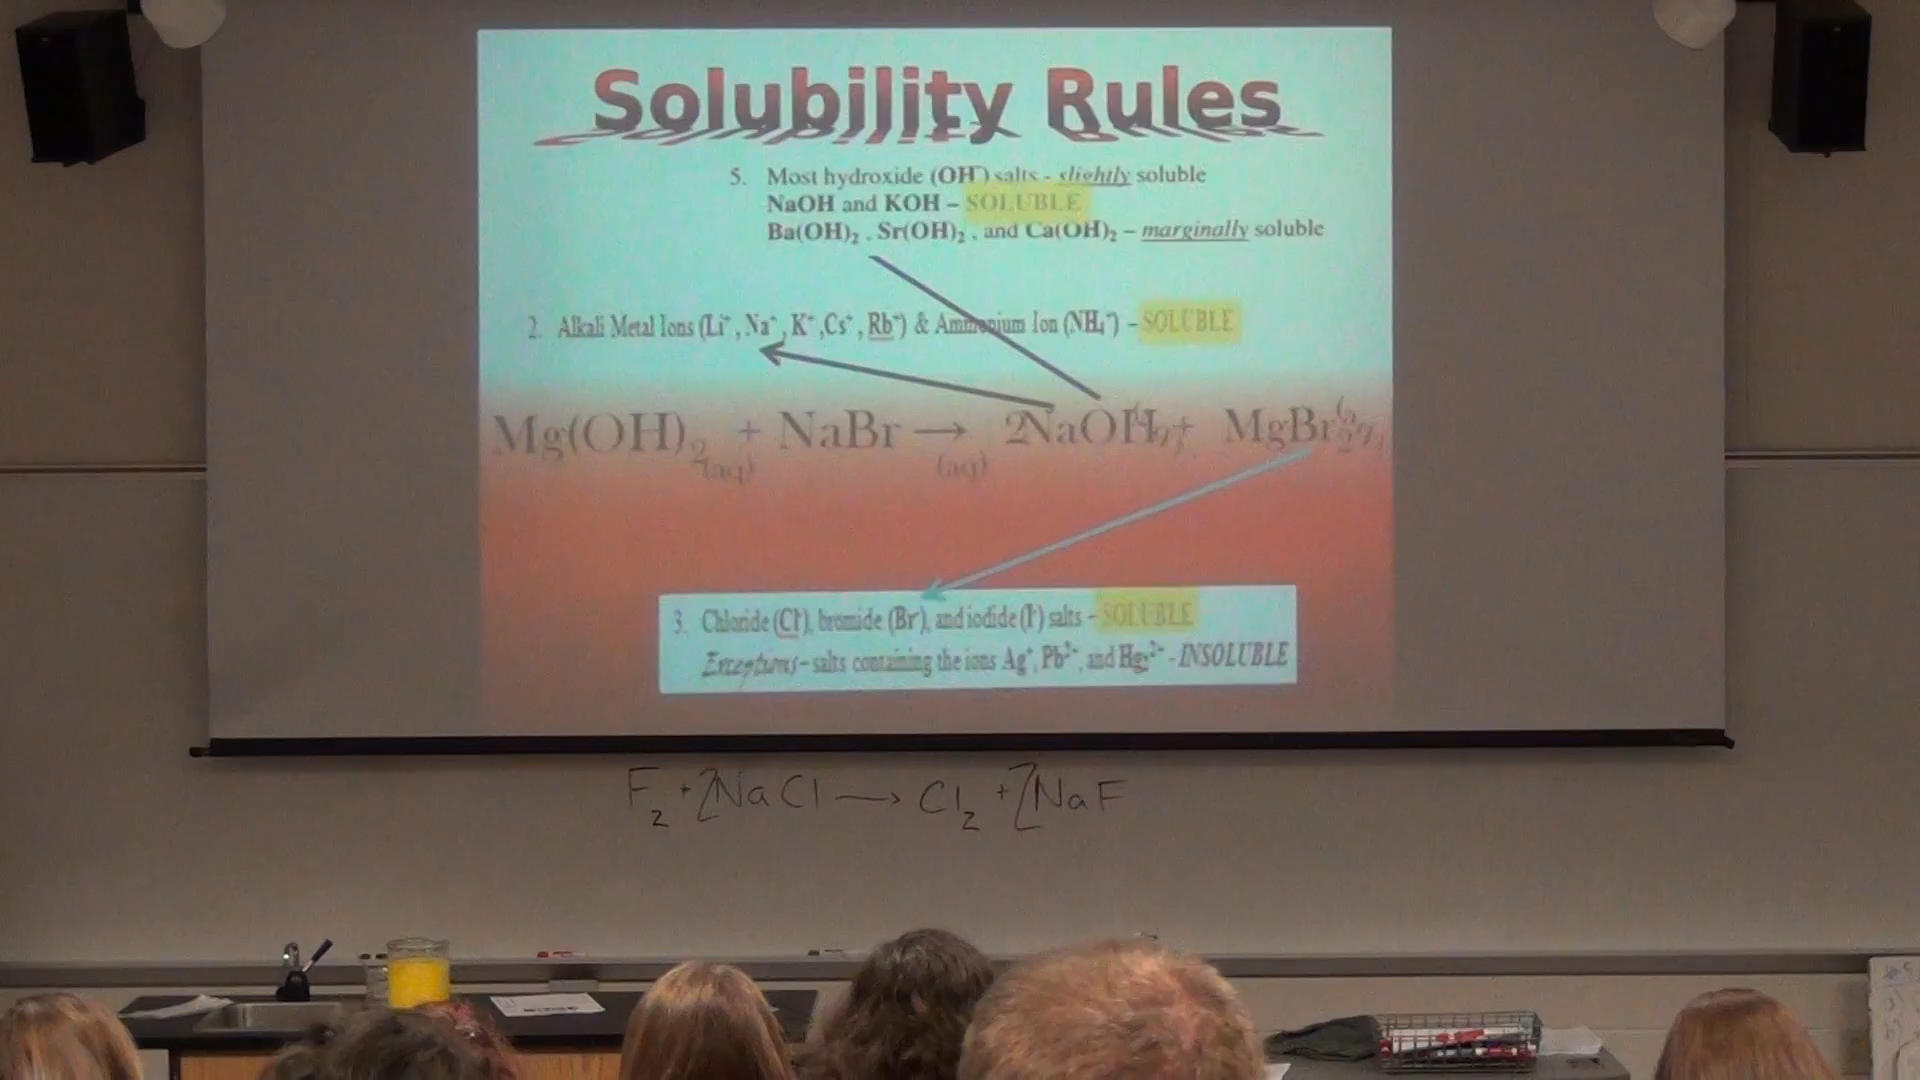 Solubility Rules
5. Most hydroxide (OH⁻) salts - slightly soluble
NaOH and KOH – SOLUBLE
Ba(OH)₂ , Sr(OH)₂ , and Ca(OH)₂ – marginally soluble
2. Alkali Metal Ions (Li⁺, Na⁺, K⁺, Cs⁺, Rb⁺) & Ammonium Ion (NH₄⁺) – SOLUBLE
Mg(OH)₂ (aq) + NaBr (aq) → 2NaOH + MgBr₂
3. Chloride (Cl⁻), bromide (Br⁻), and iodide (I⁻) salts – SOLUBLE
Exceptions – salts containing the ions Ag⁺, Pb²⁺, and Hg₂²⁺ - INSOLUBLE
F₂ + 2NaCl → Cl₂ + 2NaF